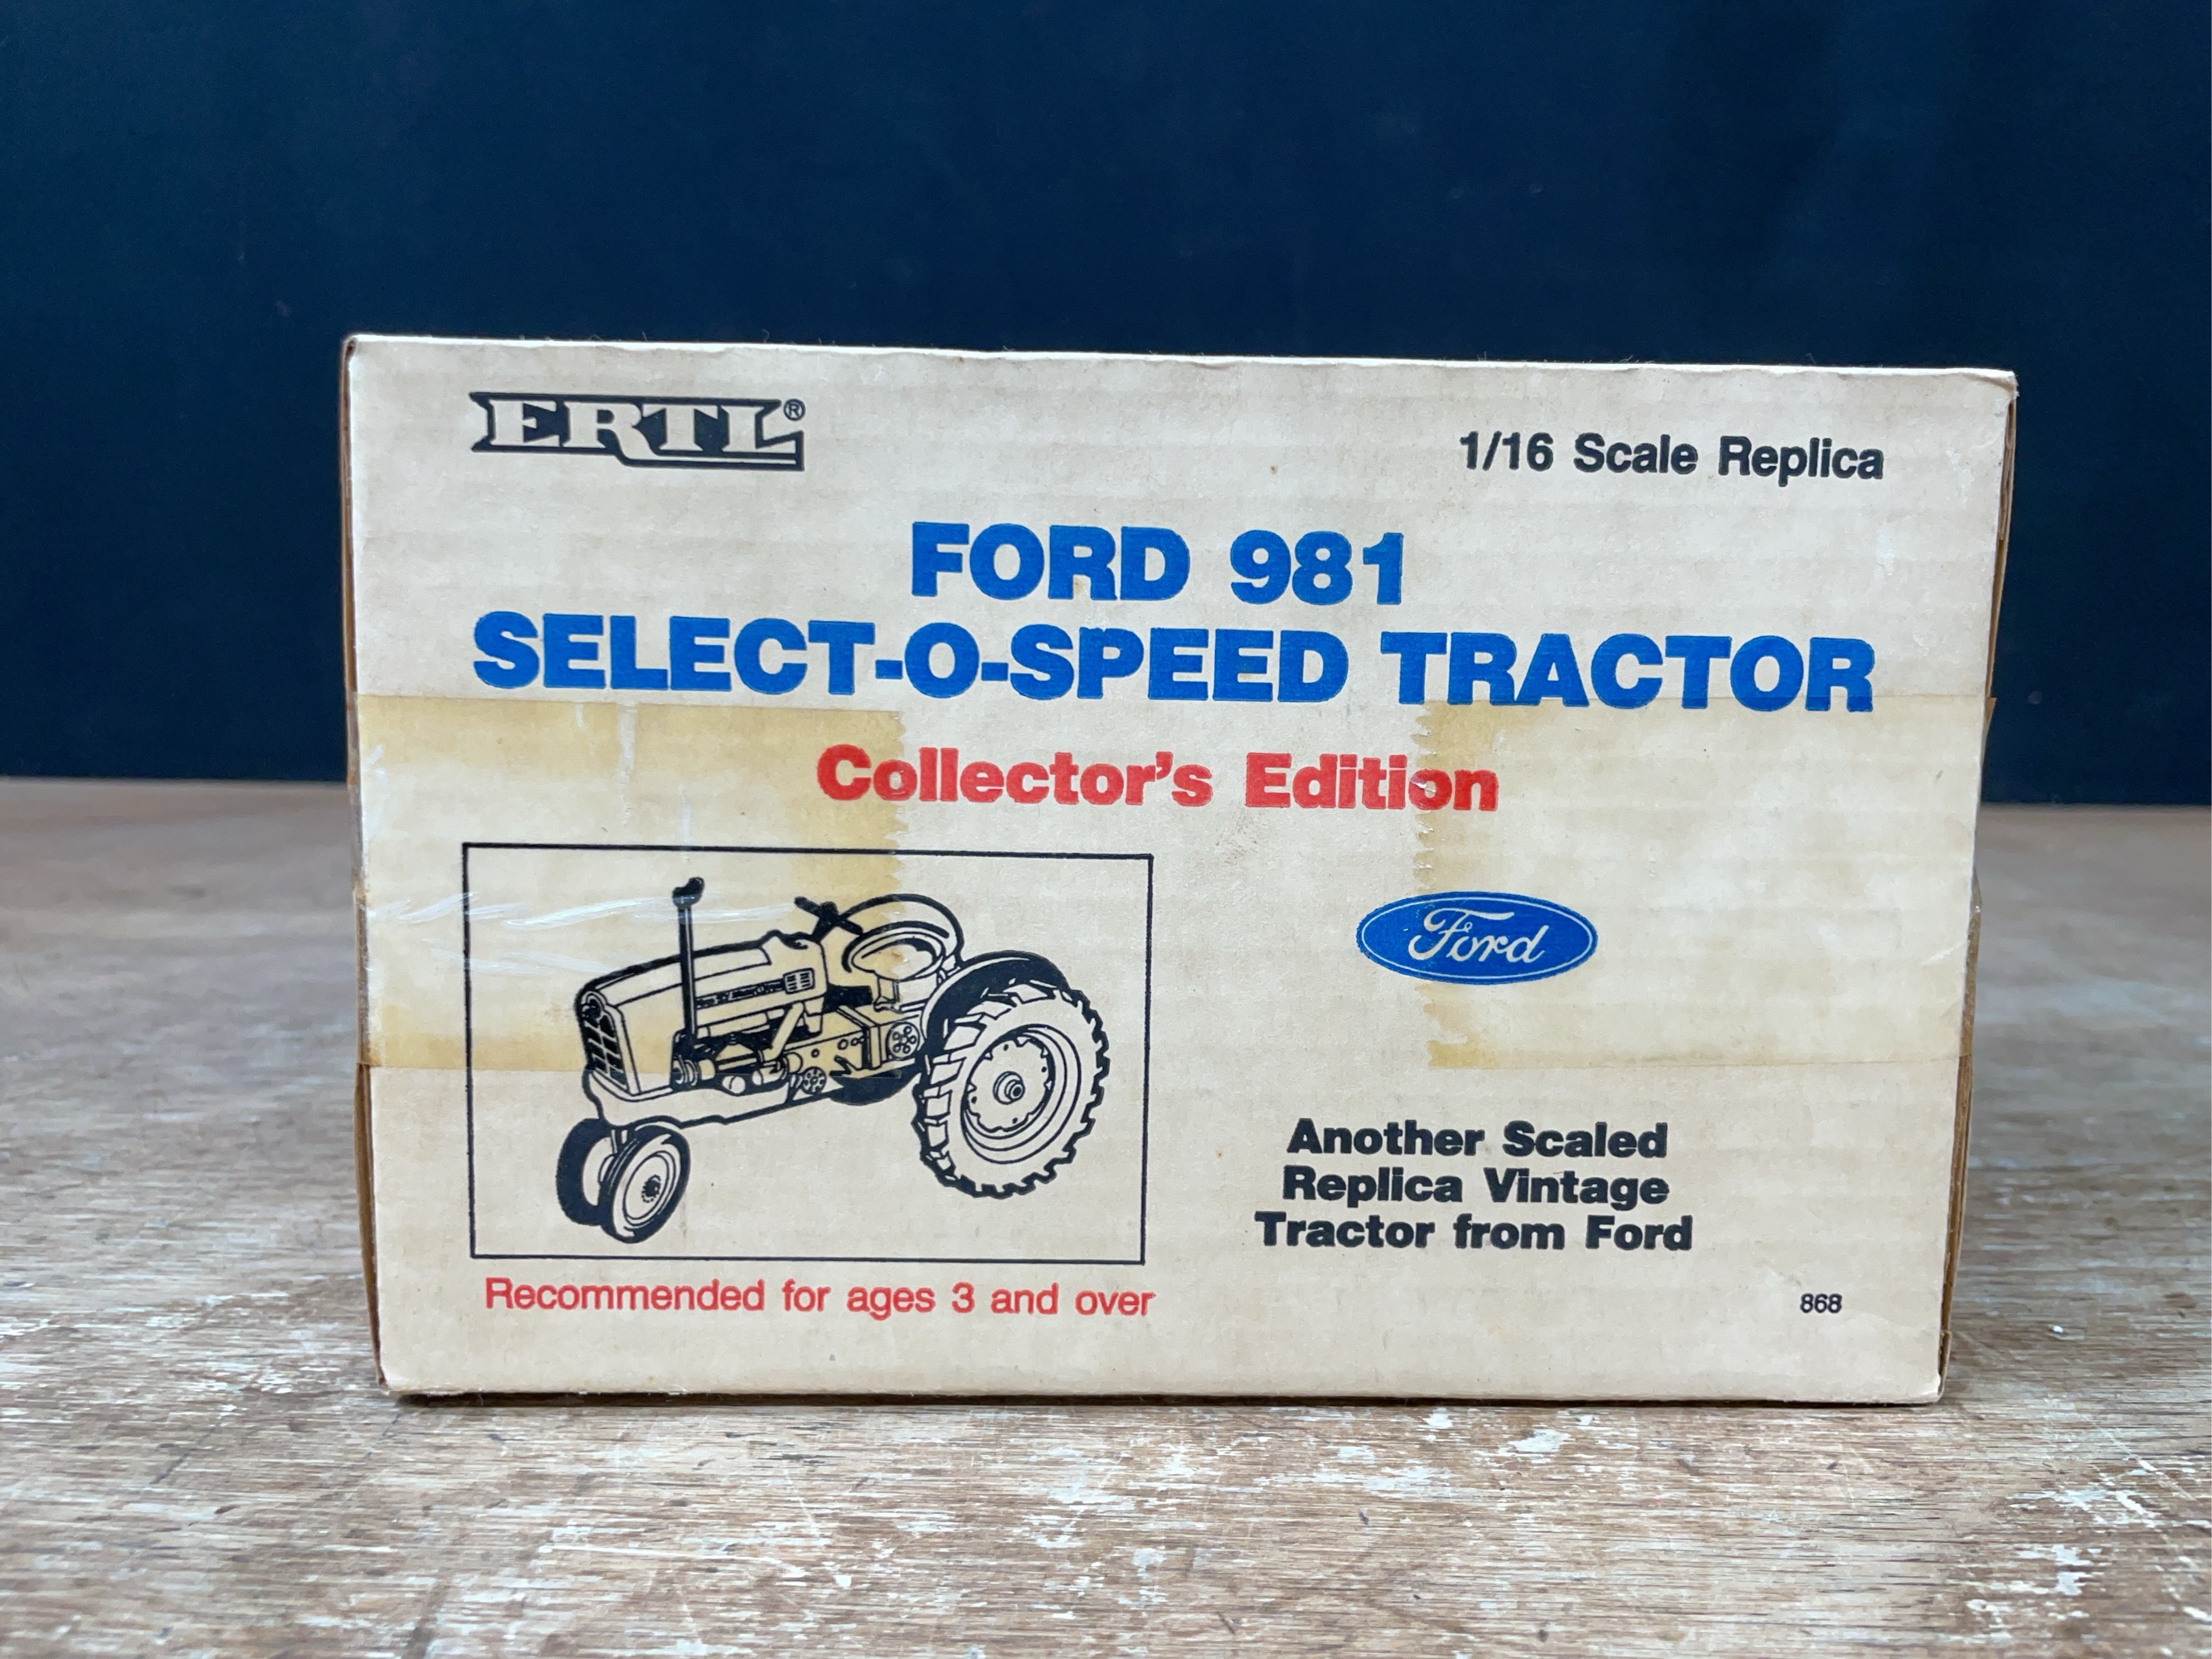 ERTL®
1/16 Scale Replica
FORD 981
SELECT-O-SPEED TRACTOR
Collector's Edition
Ford
Another Scaled
Replica Vintage
Tractor from Ford
Recommended for ages 3 and over
868